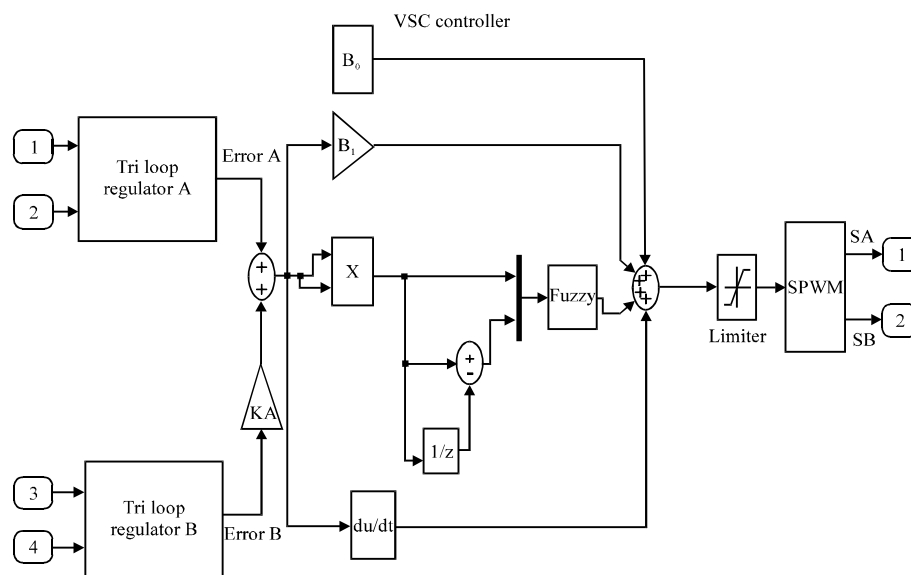 VSC controller
B0
1
2
Tri loop
regulator A
Error A
B1
+
+
X
Fuzzy
+
+
+
+
SPWM
SA
1
SB
2
Limiter
+
-
KA
1/z
3
4
Tri loop
regulator B
Error B
du/dt